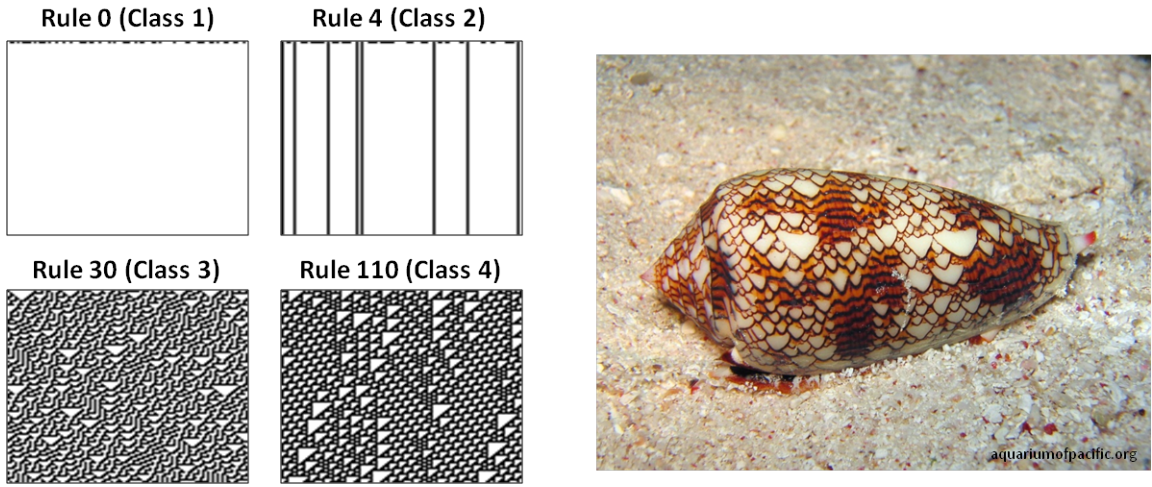 Rule 0 (Class 1)
Rule 4 (Class 2)
Rule 30 (Class 3)
Rule 110 (Class 4)
aquariumofpacific.org